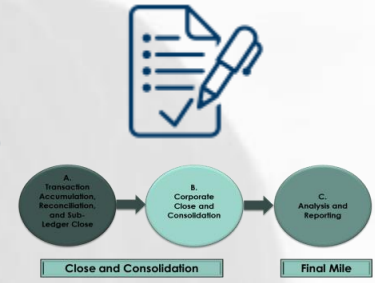 A.
Transaction
Accumulation,
Reconciliation,
and Sub-
Ledger Close
B.
Corporate
Close and
Consolidation
C.
Analysis and
Reporting
Close and Consolidation
Final Mile